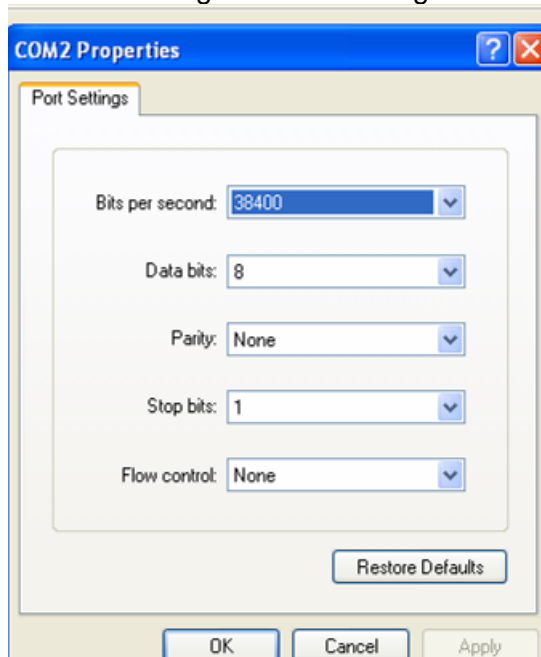 COM2 Properties
Port Settings
Bits per second: 38400
Data bits: 8
Parity: None
Stop bits: 1
Flow control: None
Restore Defaults
OK Cancel Apply